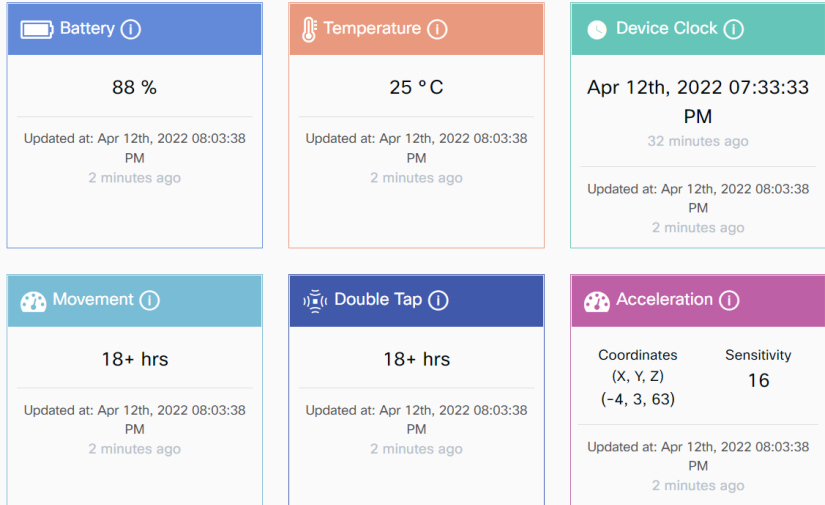 Battery
88 %
Updated at: Apr 12th, 2022 08:03:38
PM
2 minutes ago
Temperature
25 °C
Updated at: Apr 12th, 2022 08:03:38
PM
2 minutes ago
Device Clock
Apr 12th, 2022 07:33:33
PM
32 minutes ago
Updated at: Apr 12th, 2022 08:03:38
PM
2 minutes ago
Movement
18+ hrs
Updated at: Apr 12th, 2022 08:03:38
PM
2 minutes ago
Double Tap
18+ hrs
Updated at: Apr 12th, 2022 08:03:38
PM
2 minutes ago
Acceleration
Coordinates
(X, Y, Z)
(-4, 3, 63)
Sensitivity
16
Updated at: Apr 12th, 2022 08:03:38
PM
2 minutes ago